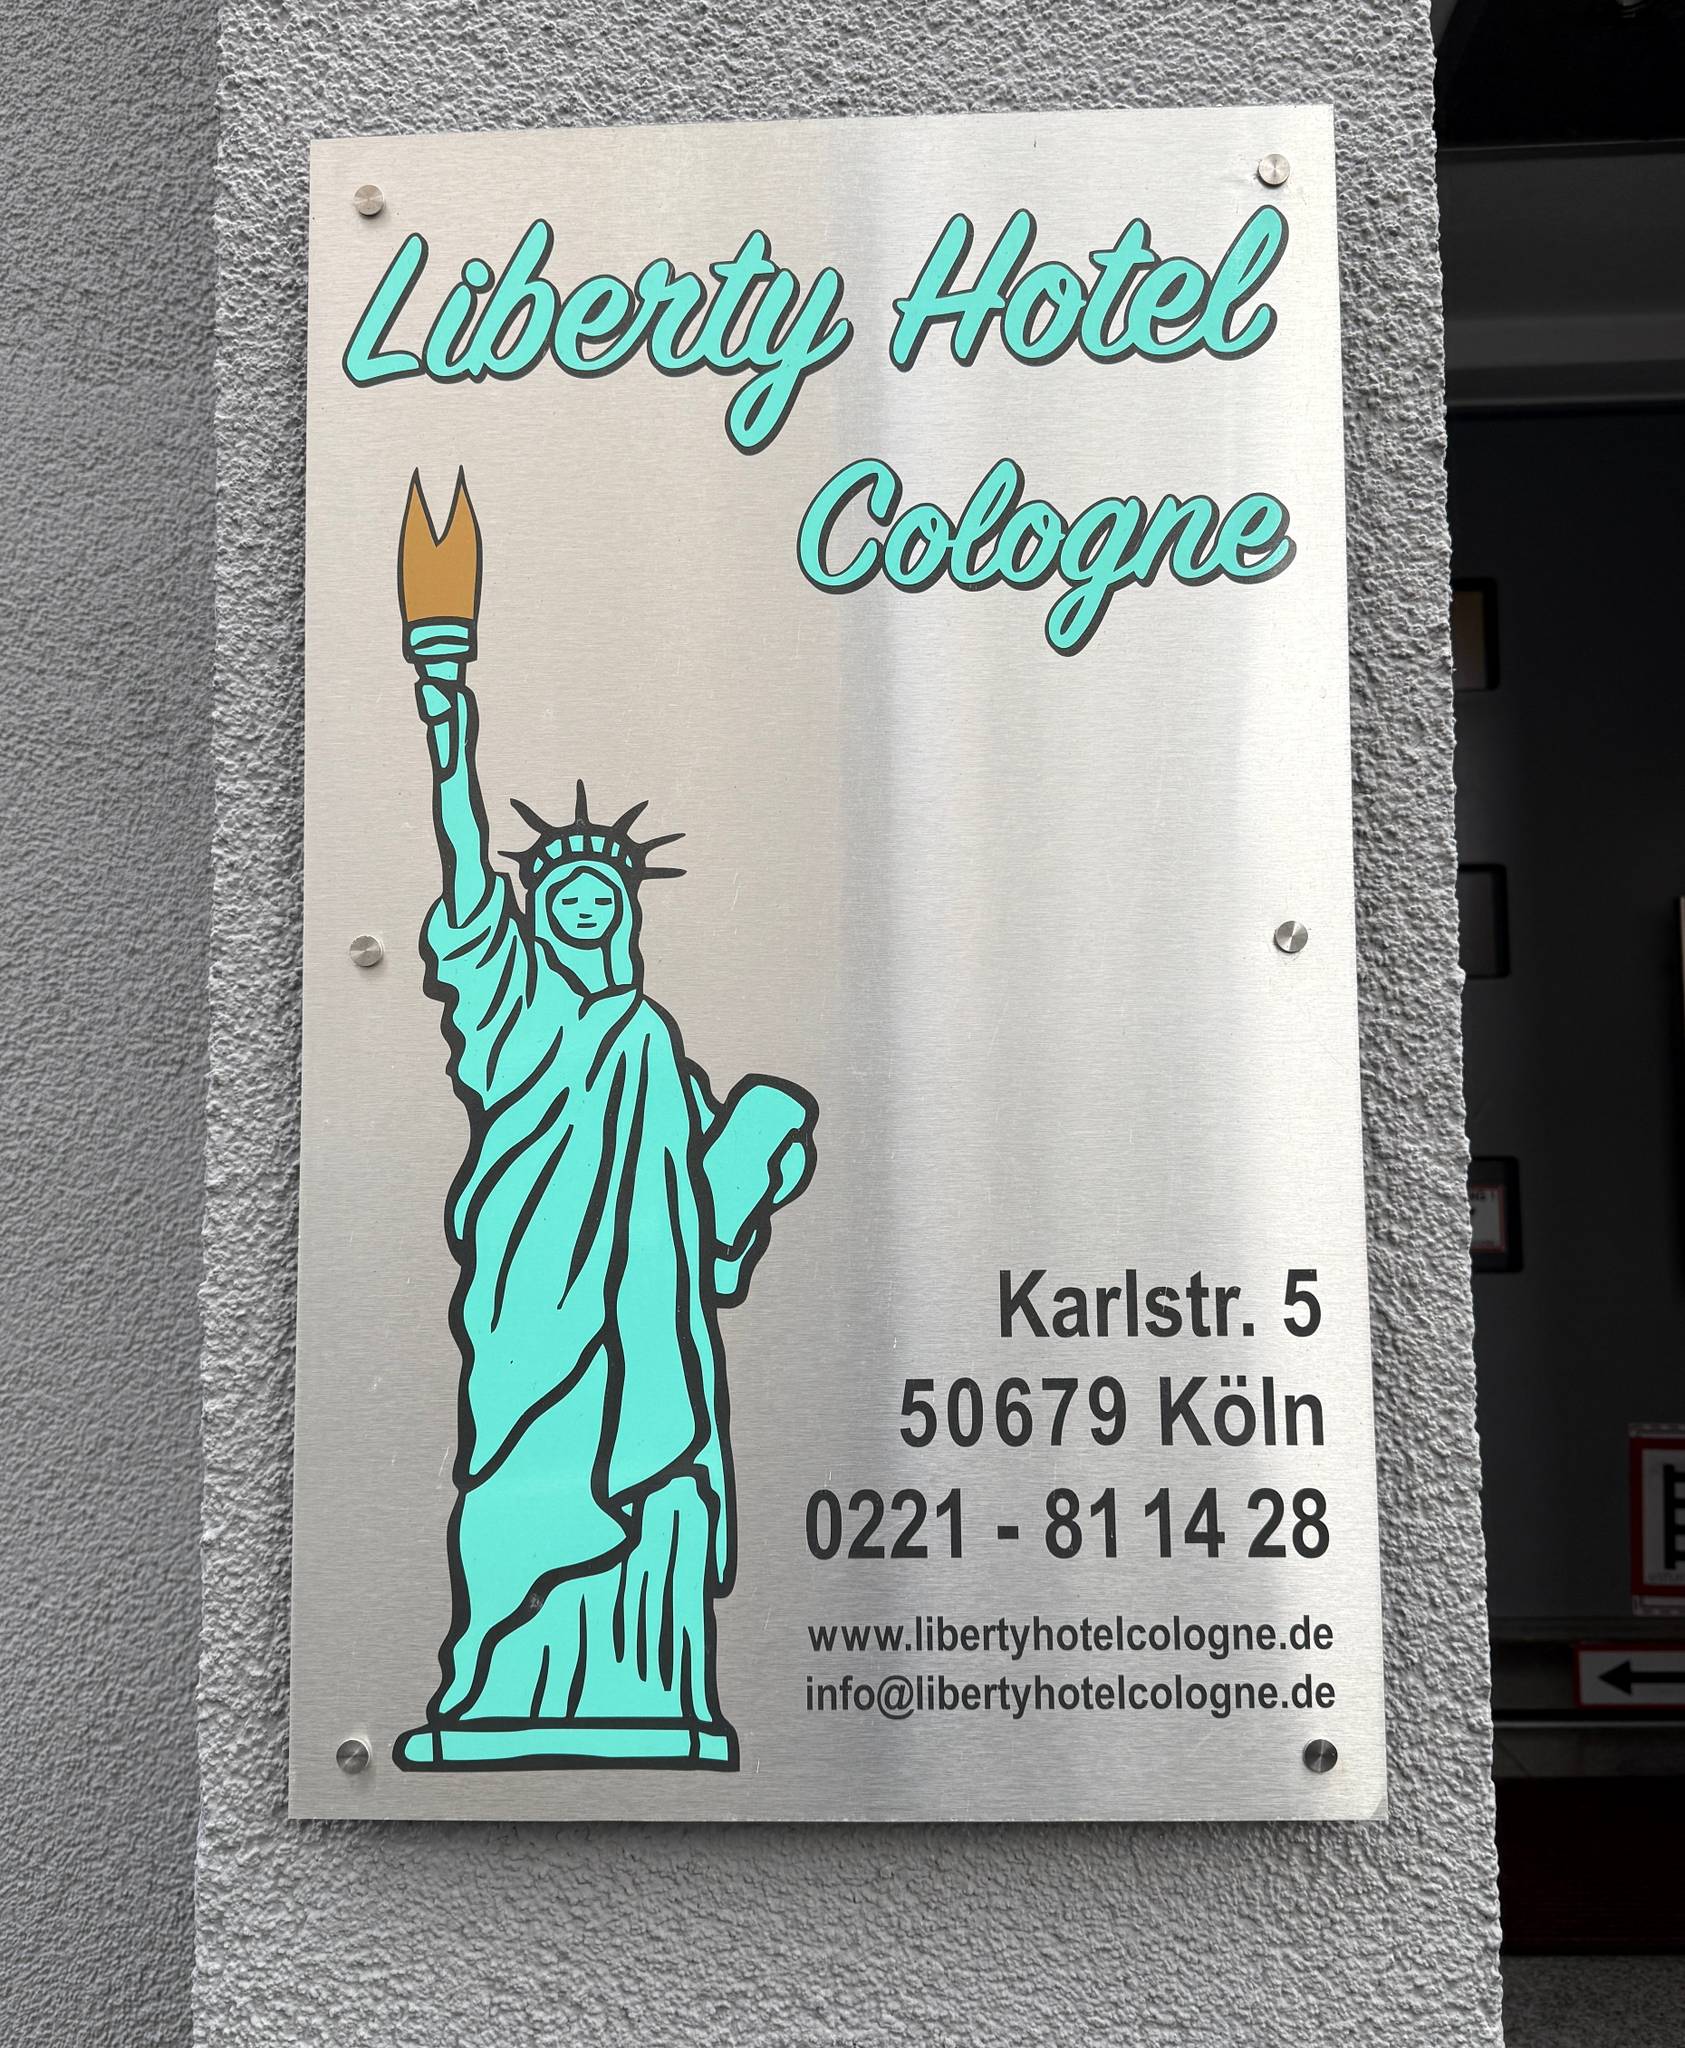 Liberty Hotel
Cologne
Karlstr. 5
50679 Köln
0221 - 81 14 28
www.libertyhotelcologne.de
info@libertyhotelcologne.de